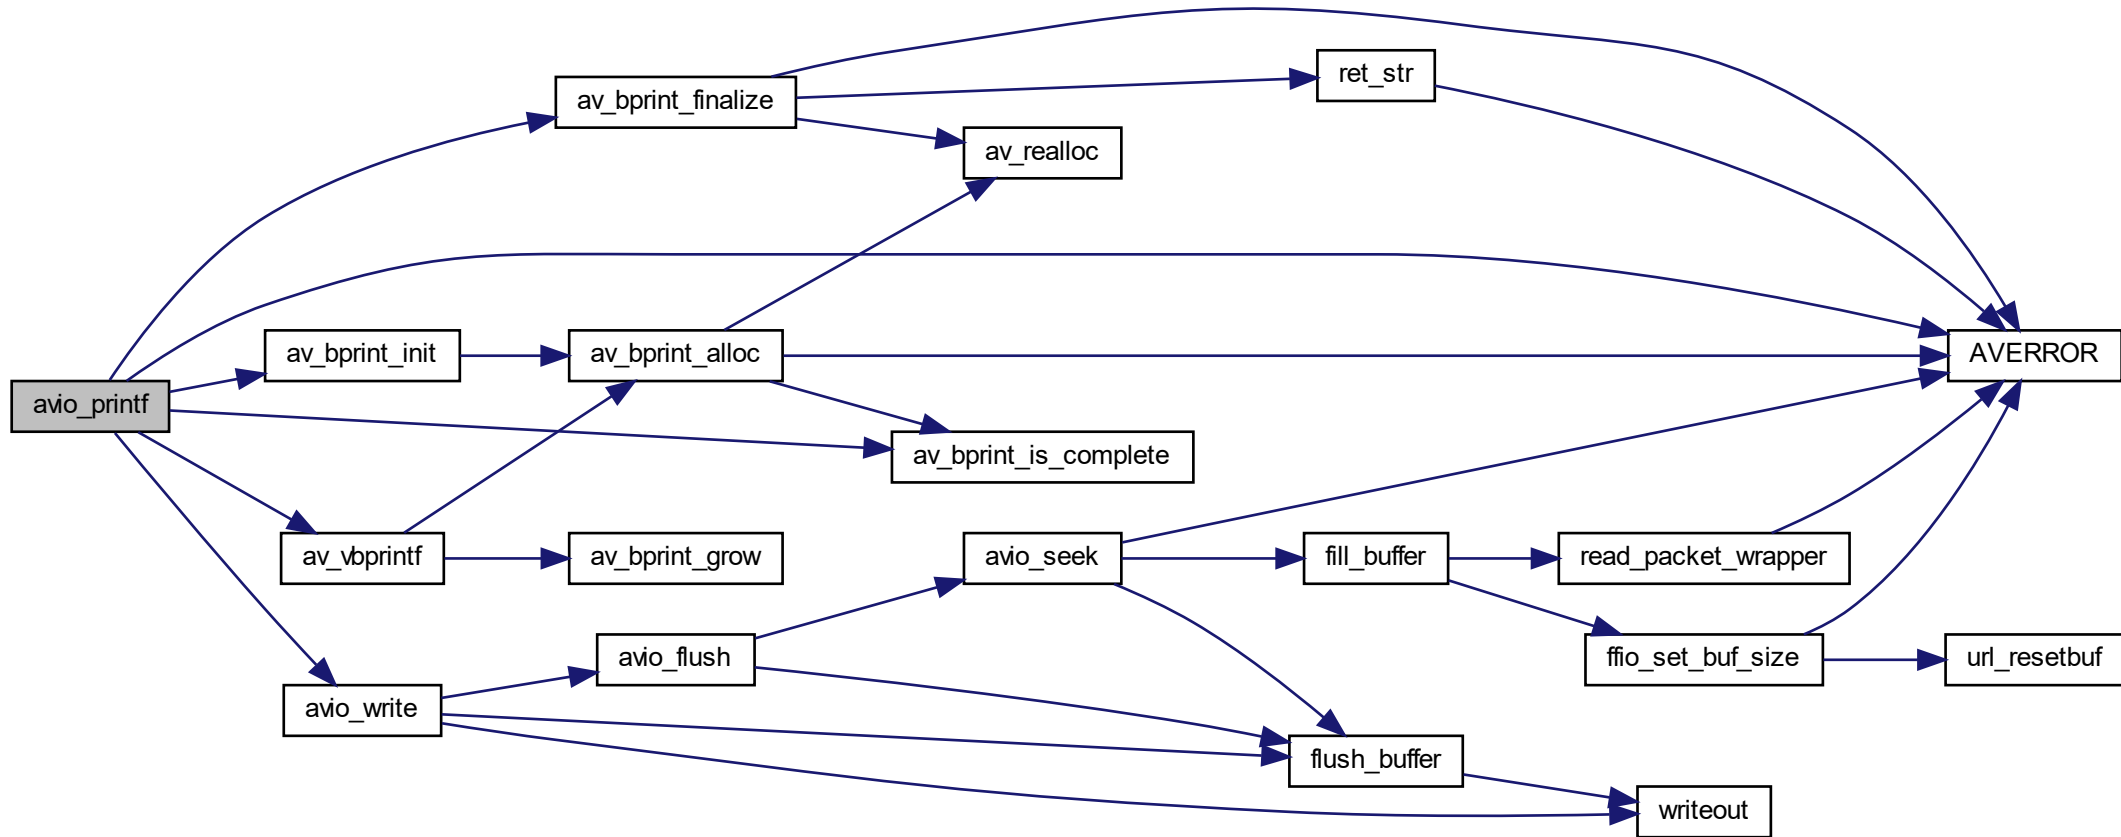 ret_str
av_bprint_finalize
av_realloc
av_bprint_init
av_bprint_alloc
AVERROR
avio_printf
av_bprint_is_complete
av_vbprintf
av_bprint_grow
avio_seek
fill_buffer
read_packet_wrapper
avio_flush
ffio_set_buf_size
url_resetbuf
avio_write
flush_buffer
writeout